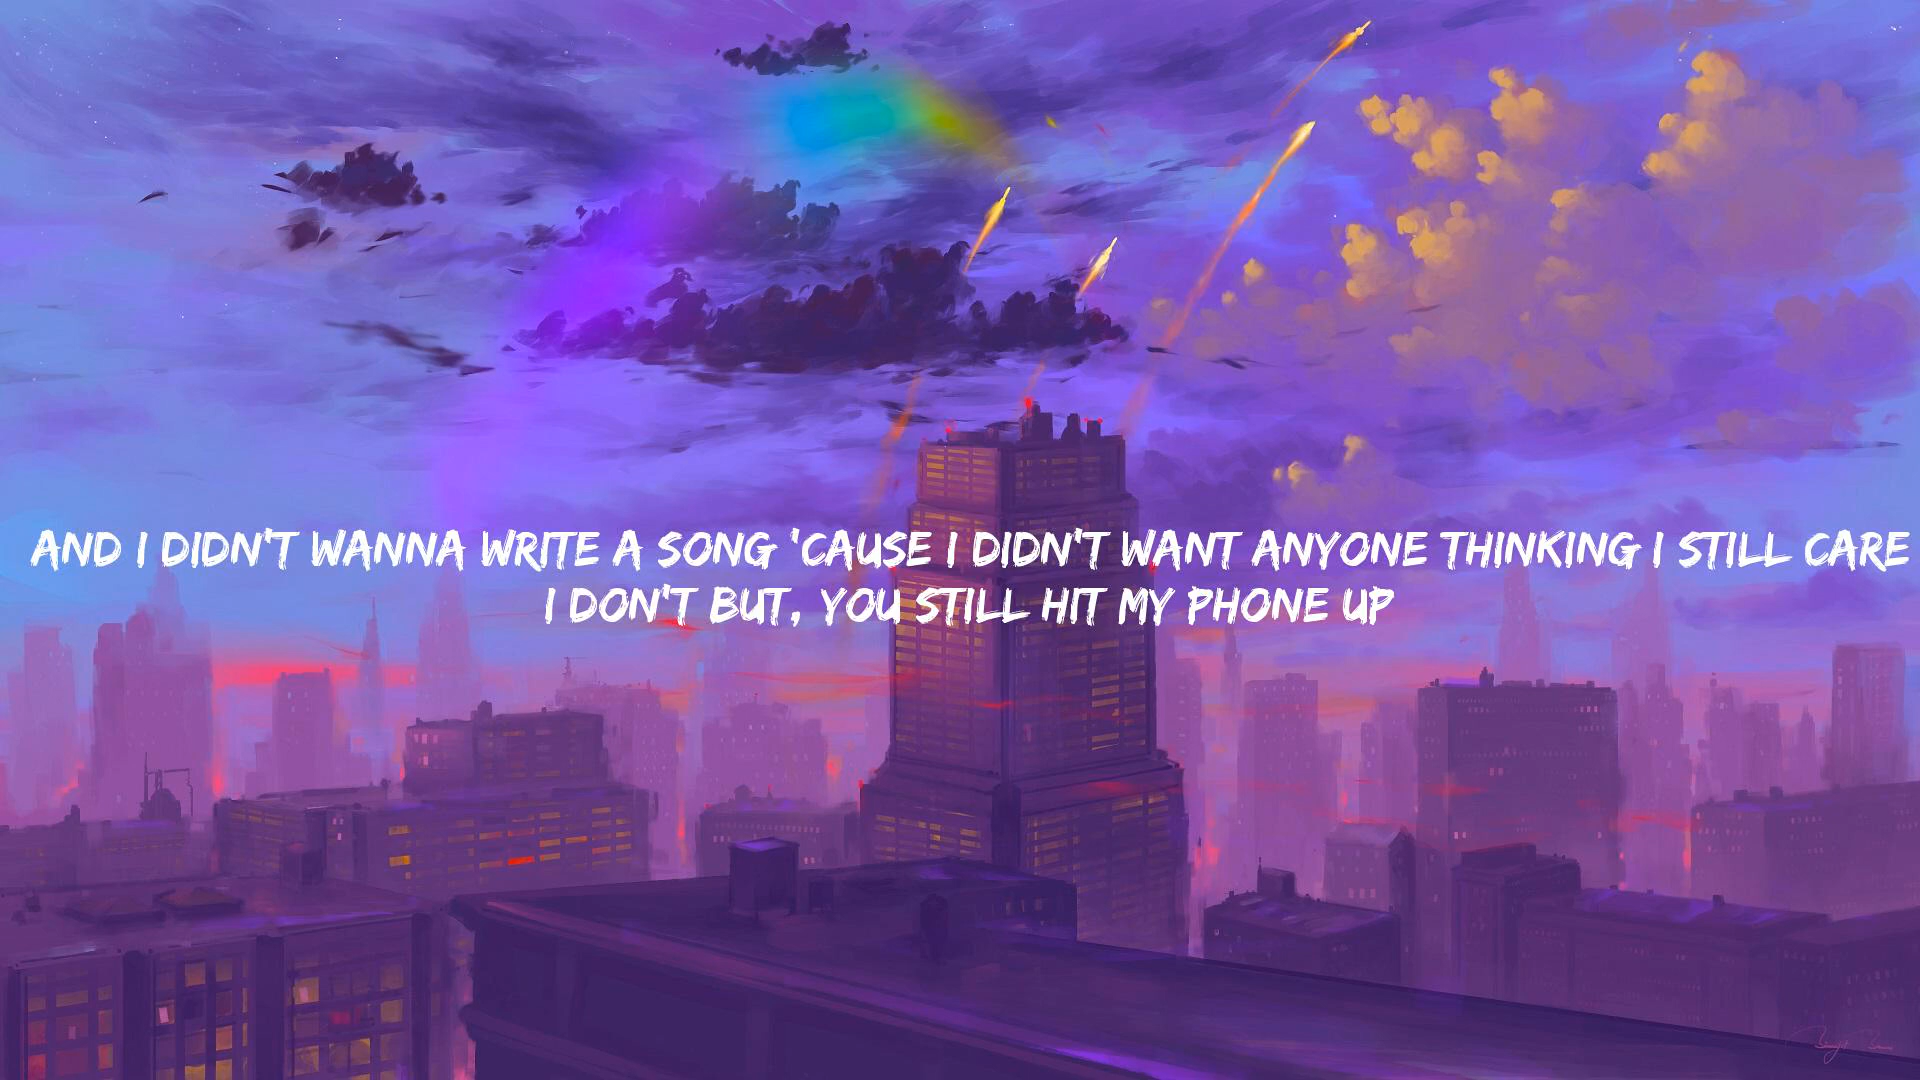 AND I DIDN'T WANNA WRITE A SONG 'CAUSE I DIDN'T WANT ANYONE THINKING I STILL CARE
I DON'T BUT, YOU STILL HIT MY PHONE UP